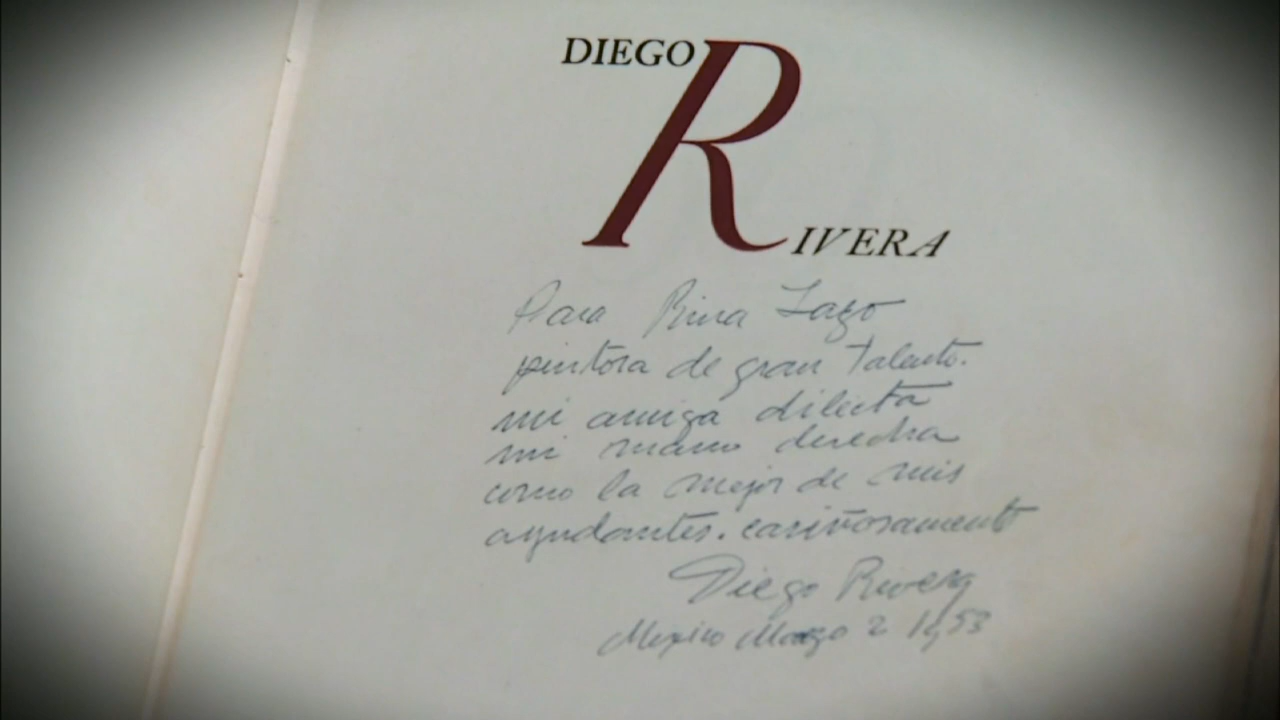 DIEGO RIVERA
Para Rina Lazo
pintora de gran talento.
mi amiga dilecta
mi mano derecha
como la mejor de mis
ayudantes. cariñosamente
Diego Rivera
Mexico Marzo 2 1953